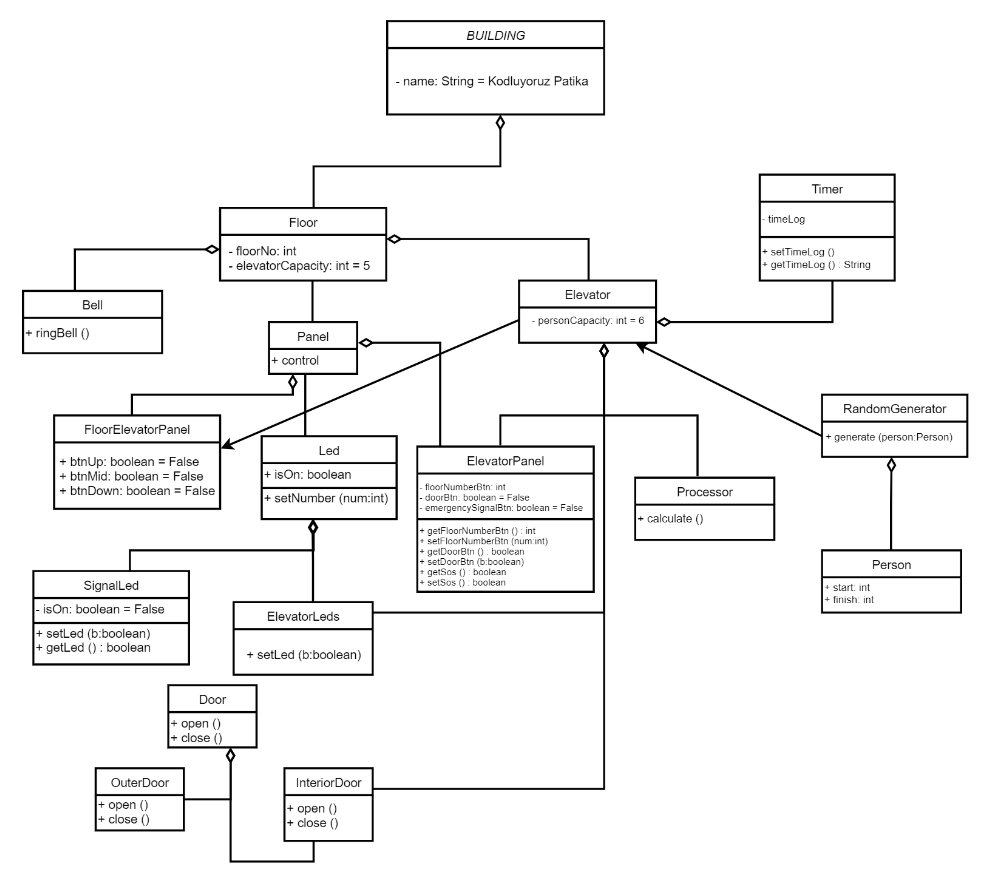 BUILDING
- name: String = Kodluyoruz Patika
Timer
- timeLog
+ setTimeLog ()
+ getTimeLog () : String
Floor
- floorNo: int
- elevatorCapacity: int = 5
Bell
+ ringBell ()
Elevator
- personCapacity: int = 6
Panel
+ control
RandomGenerator
+ generate (person:Person)
FloorElevatorPanel
+ btnUp: boolean = False
+ btnMid: boolean = False
+ btnDown: boolean = False
Led
+ isOn: boolean
+ setNumber (num:int)
ElevatorPanel
- floorNumberBtn: int
- doorBtn: boolean = False
- emergencySignalBtn: boolean = False
+ getFloorNumberBtn () : int
+ setFloorNumberBtn (num:int)
+ getDoorBtn () : boolean
+ setDoorBtn (b:boolean)
+ getSos () : boolean
+ setSos () : boolean
Processor
+ calculate ()
Person
+ start: int
+ finish: int
SignalLed
- isOn: boolean = False
+ setLed (b:boolean)
+ getLed () : boolean
ElevatorLeds
+ setLed (b:boolean)
Door
+ open ()
+ close ()
OuterDoor
+ open ()
+ close ()
InteriorDoor
+ open ()
+ close ()